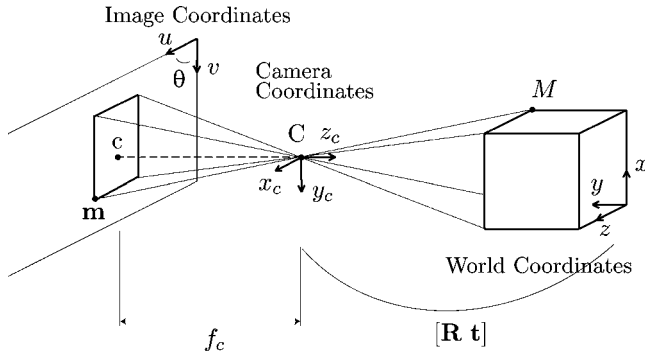 Image Coordinates
u
θ
v
Camera
Coordinates
M
c
C
z_c
x_c
y_c
m
x
y
z
World Coordinates
f_c
[R t]